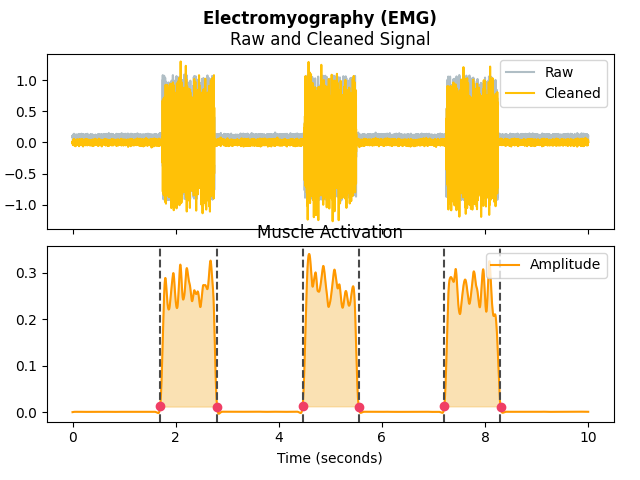 Electromyography (EMG)
Raw and Cleaned Signal
1.0
0.5
0.0
−0.5
−1.0
Raw
Cleaned
Muscle Activation
0.3
0.2
0.1
0.0
Amplitude
0 2 4 6 8 10
Time (seconds)